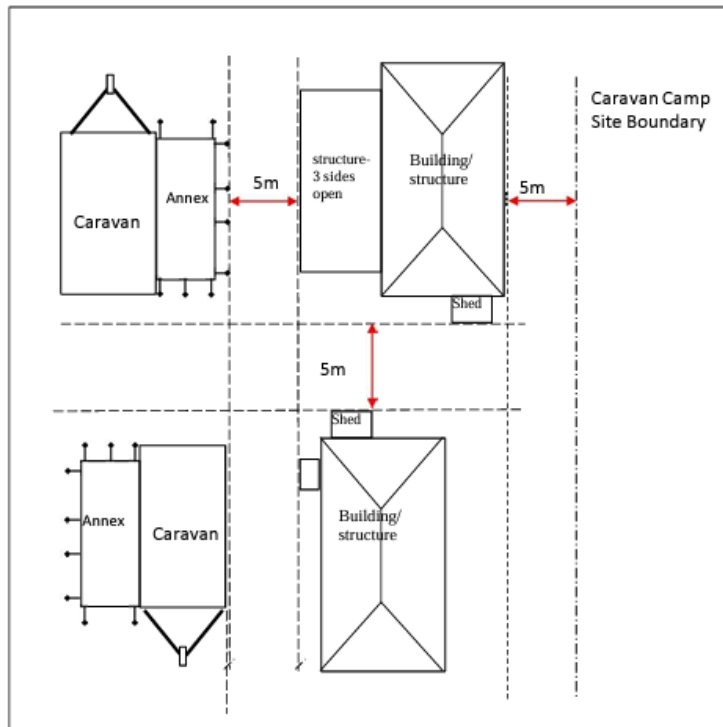 Caravan Camp
Site Boundary
structure-
3 sides
open
Building/
structure
5m
5m
Annex
Caravan
Shed
5m
Shed
Building/
structure
Annex
Caravan